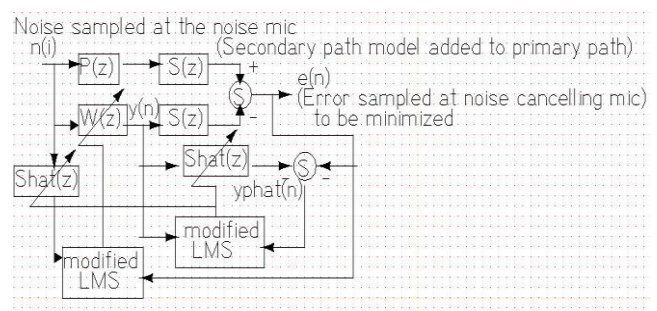 Noise sampled at the noise mic
n(i)
(Secondary path model added to primary path)
P(z)
S(z)
+
e(n)
S
(Error sampled at noise cancelling mic)
to be minimized
W(z)
y(n)
S(z)
-
Shat(z)
Shat(z)
-
S
-
yphat(n)
modified
LMS
modified
LMS